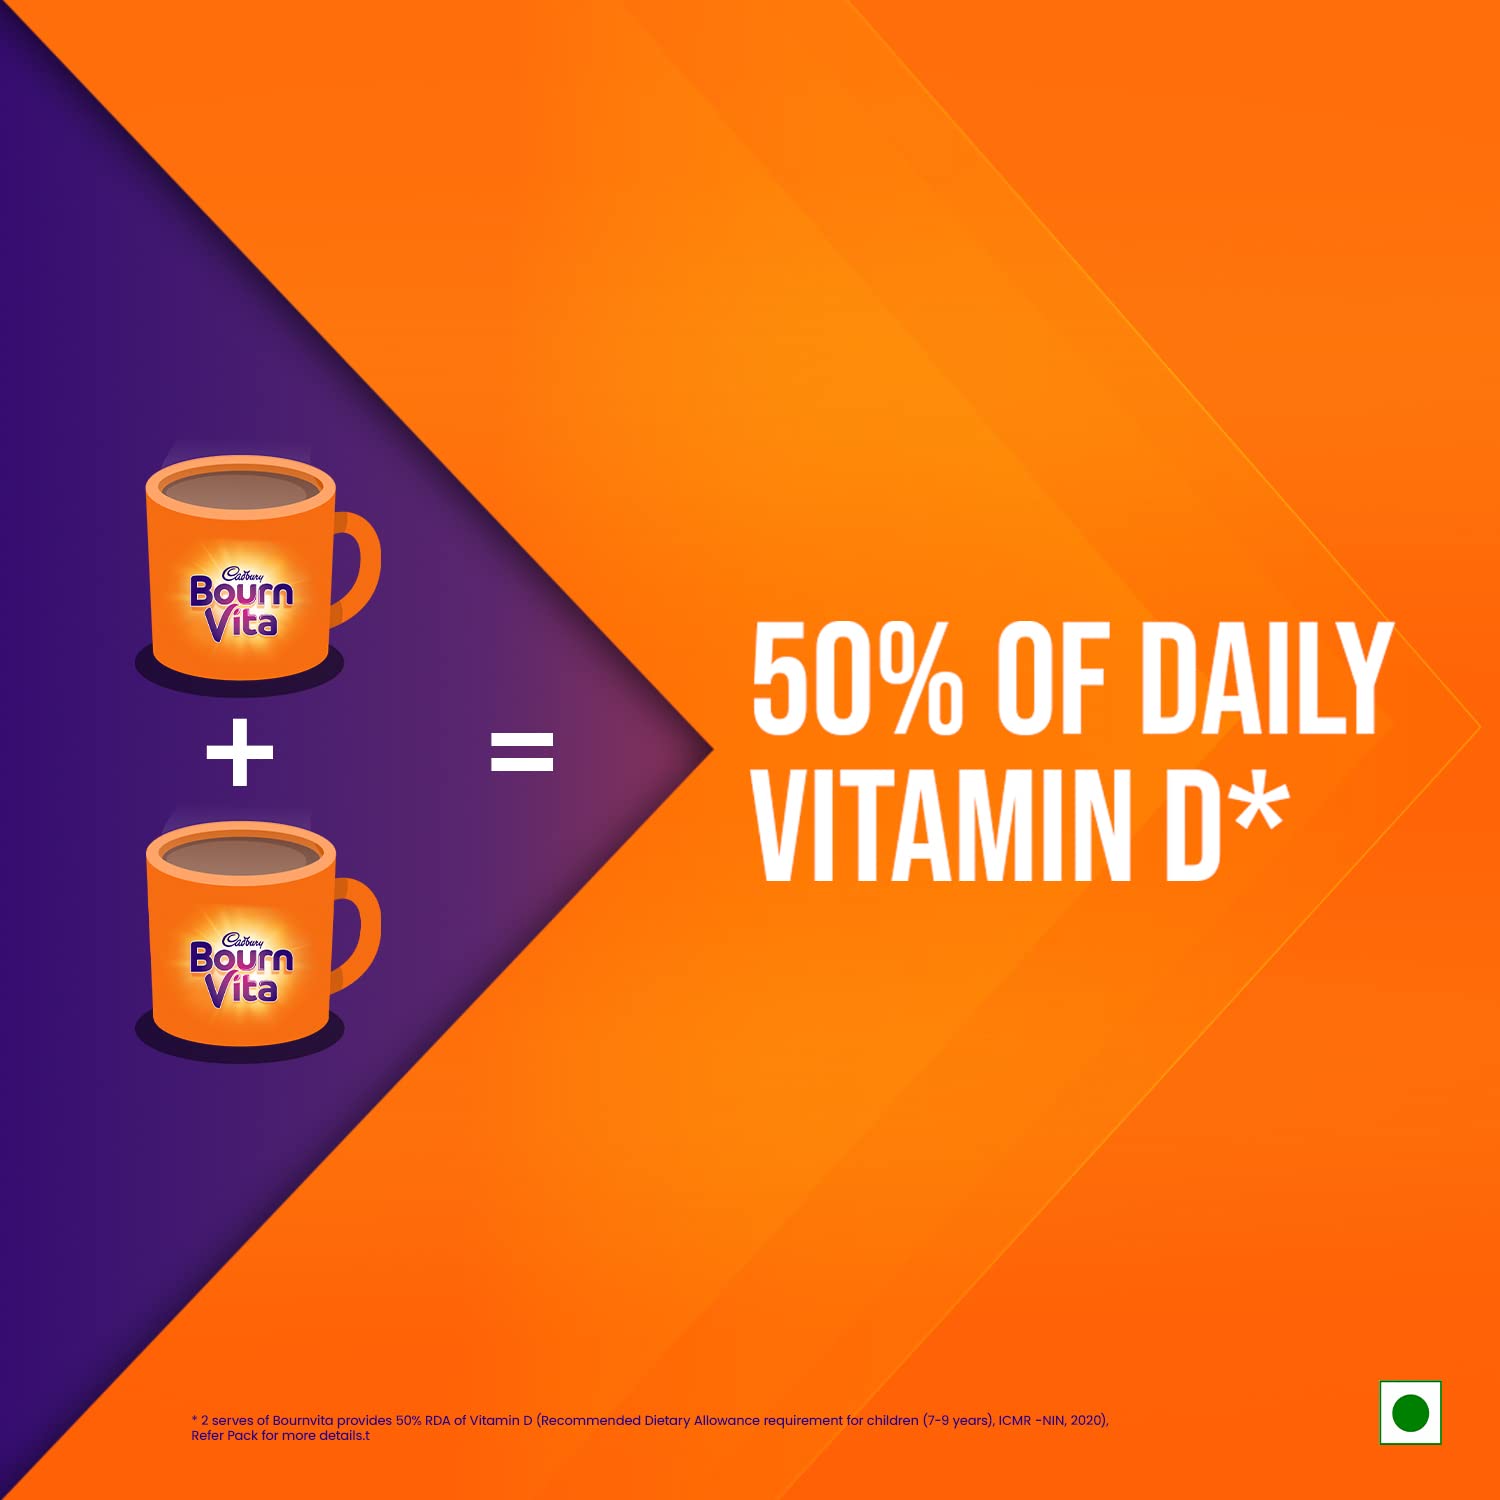 Cadbury
Bourn
Vita
+
=
Cadbury
Bourn
Vita
50% OF DAILY
VITAMIN D*
* 2 serves of Bournvita provides 50% RDA of Vitamin D (Recommended Dietary Allowance requirement for children (7-9 years), ICMR -NIN, 2020),
Refer Pack for more details.t